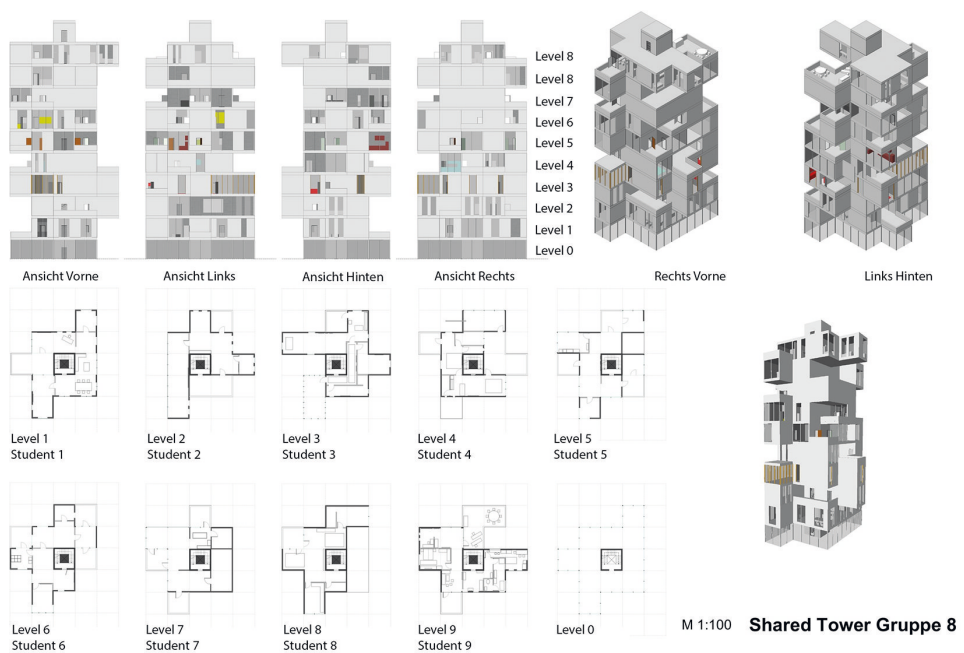 Level 8
Level 8
Level 7
Level 6
Level 5
Level 4
Level 3
Level 2
Level 1
Level 0
Ansicht Vorne
Ansicht Links
Ansicht Hinten
Ansicht Rechts
Rechts Vorne
Links Hinten
Level 1
Student 1
Level 2
Student 2
Level 3
Student 3
Level 4
Student 4
Level 5
Student 5
Level 6
Student 6
Level 7
Student 7
Level 8
Student 8
Level 9
Student 9
Level 0
M 1:100
Shared Tower Gruppe 8